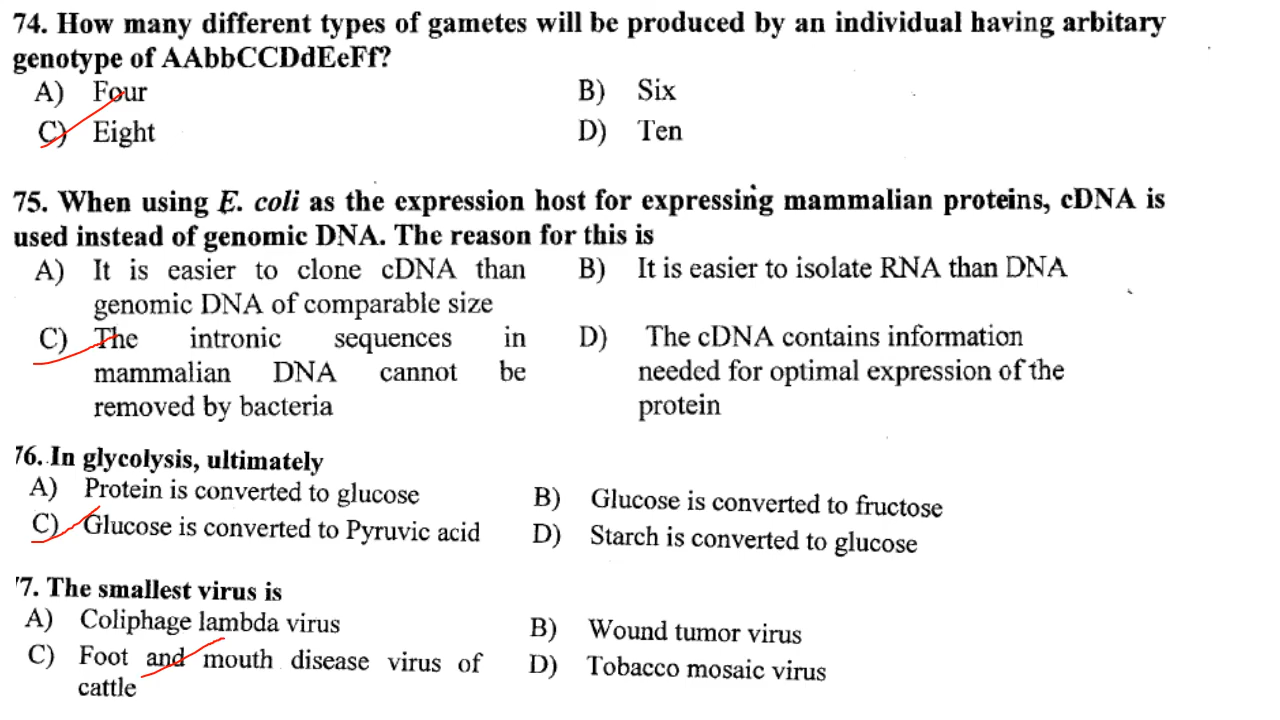 74. How many different types of gametes will be produced by an individual having arbitary
genotype of AAbbCCDdEeFf?
A) Four B) Six
C) Eight D) Ten
75. When using E. coli as the expression host for expressing mammalian proteins, cDNA is
used instead of genomic DNA. The reason for this is
A) It is easier to clone cDNA than B) It is easier to isolate RNA than DNA
genomic DNA of comparable size
C) The intronic sequences in D) The cDNA contains information
mammalian DNA cannot be needed for optimal expression of the
removed by bacteria protein
76. In glycolysis, ultimately
A) Protein is converted to glucose B) Glucose is converted to fructose
C) Glucose is converted to Pyruvic acid D) Starch is converted to glucose
7. The smallest virus is
A) Coliphage lambda virus B) Wound tumor virus
C) Foot and mouth disease virus of D) Tobacco mosaic virus
cattle